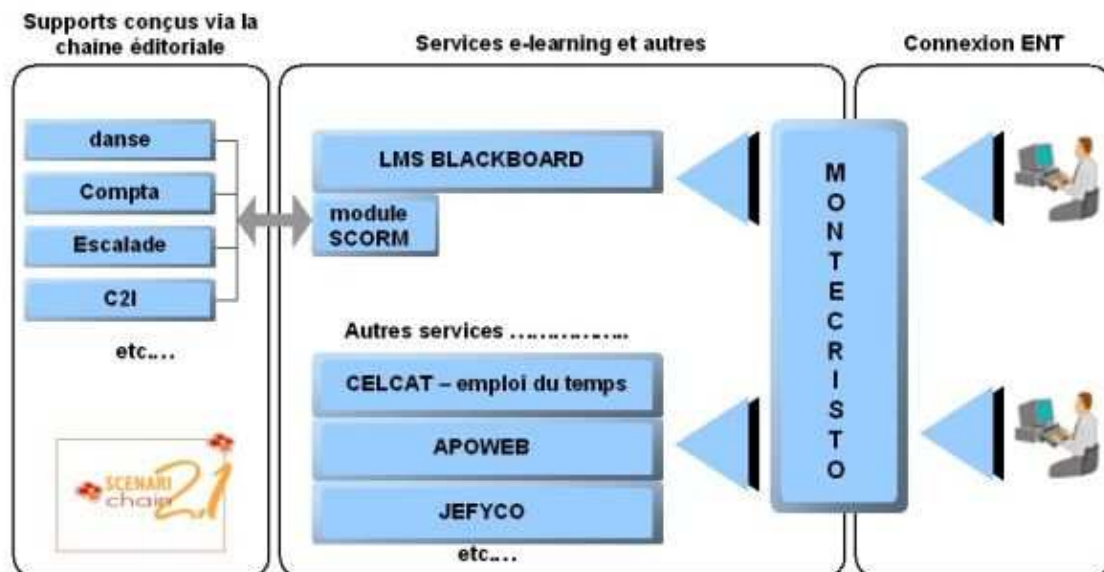 Supports conçus via la
chaine éditoriale
danse
Compta
Escalade
C2I
etc....
SCENARI
chain
2.1
Services e-learning et autres
LMS BLACKBOARD
module
SCORM
Autres services .................
CELCAT – emploi du temps
APOWEB
JEFYCO
etc....
MONTECRISTO
Connexion ENT